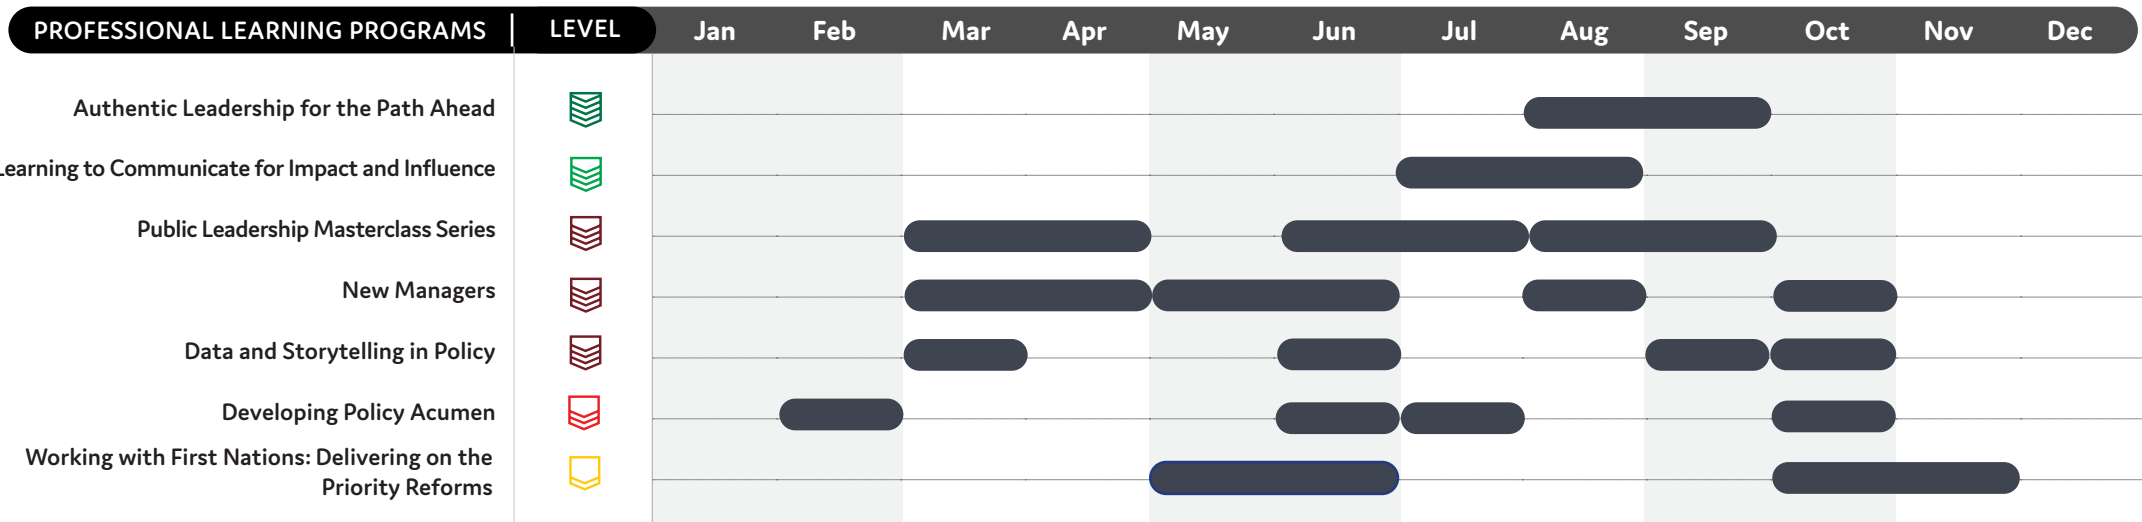 PROFESSIONAL LEARNING PROGRAMS | LEVEL Jan Feb Mar Apr May Jun Jul Aug Sep Oct Nov Dec
Authentic Leadership for the Path Ahead
Learning to Communicate for Impact and Influence
Public Leadership Masterclass Series
New Managers
Data and Storytelling in Policy
Developing Policy Acumen
Working with First Nations: Delivering on the
Priority Reforms